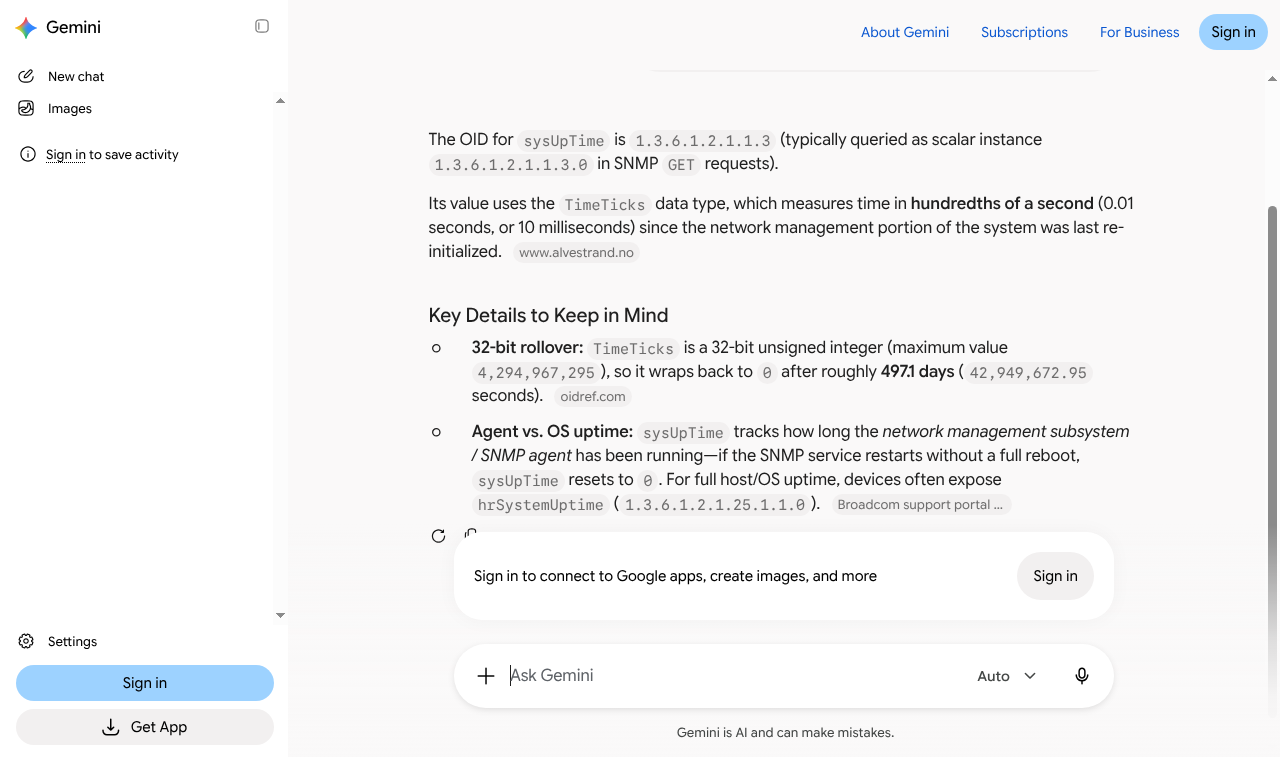 Gemini
New chat
Images
Sign in to save activity
Settings
Sign in
Get App
About Gemini
Subscriptions
For Business
Sign in
The OID for sysUpTime is 1.3.6.1.2.1.1.3 (typically queried as scalar instance
1.3.6.1.2.1.1.3.0 in SNMP GET requests).
Its value uses the TimeTicks data type, which measures time in hundredths of a second (0.01
seconds, or 10 milliseconds) since the network management portion of the system was last re-
initialized. www.alvestrand.no
Key Details to Keep in Mind
32-bit rollover: TimeTicks is a 32-bit unsigned integer (maximum value
4,294,967,295 ), so it wraps back to 0 after roughly 497.1 days ( 42,949,672.95
seconds). oidref.com
Agent vs. OS uptime: sysUpTime tracks how long the network management subsystem
/ SNMP agent has been running—if the SNMP service restarts without a full reboot,
sysUpTime resets to 0 . For full host/OS uptime, devices often expose
hrSystemUptime ( 1.3.6.1.2.1.25.1.1.0 ). Broadcom support portal ...
Sign in to connect to Google apps, create images, and more
Sign in
Ask Gemini
Auto
Gemini is AI and can make mistakes.